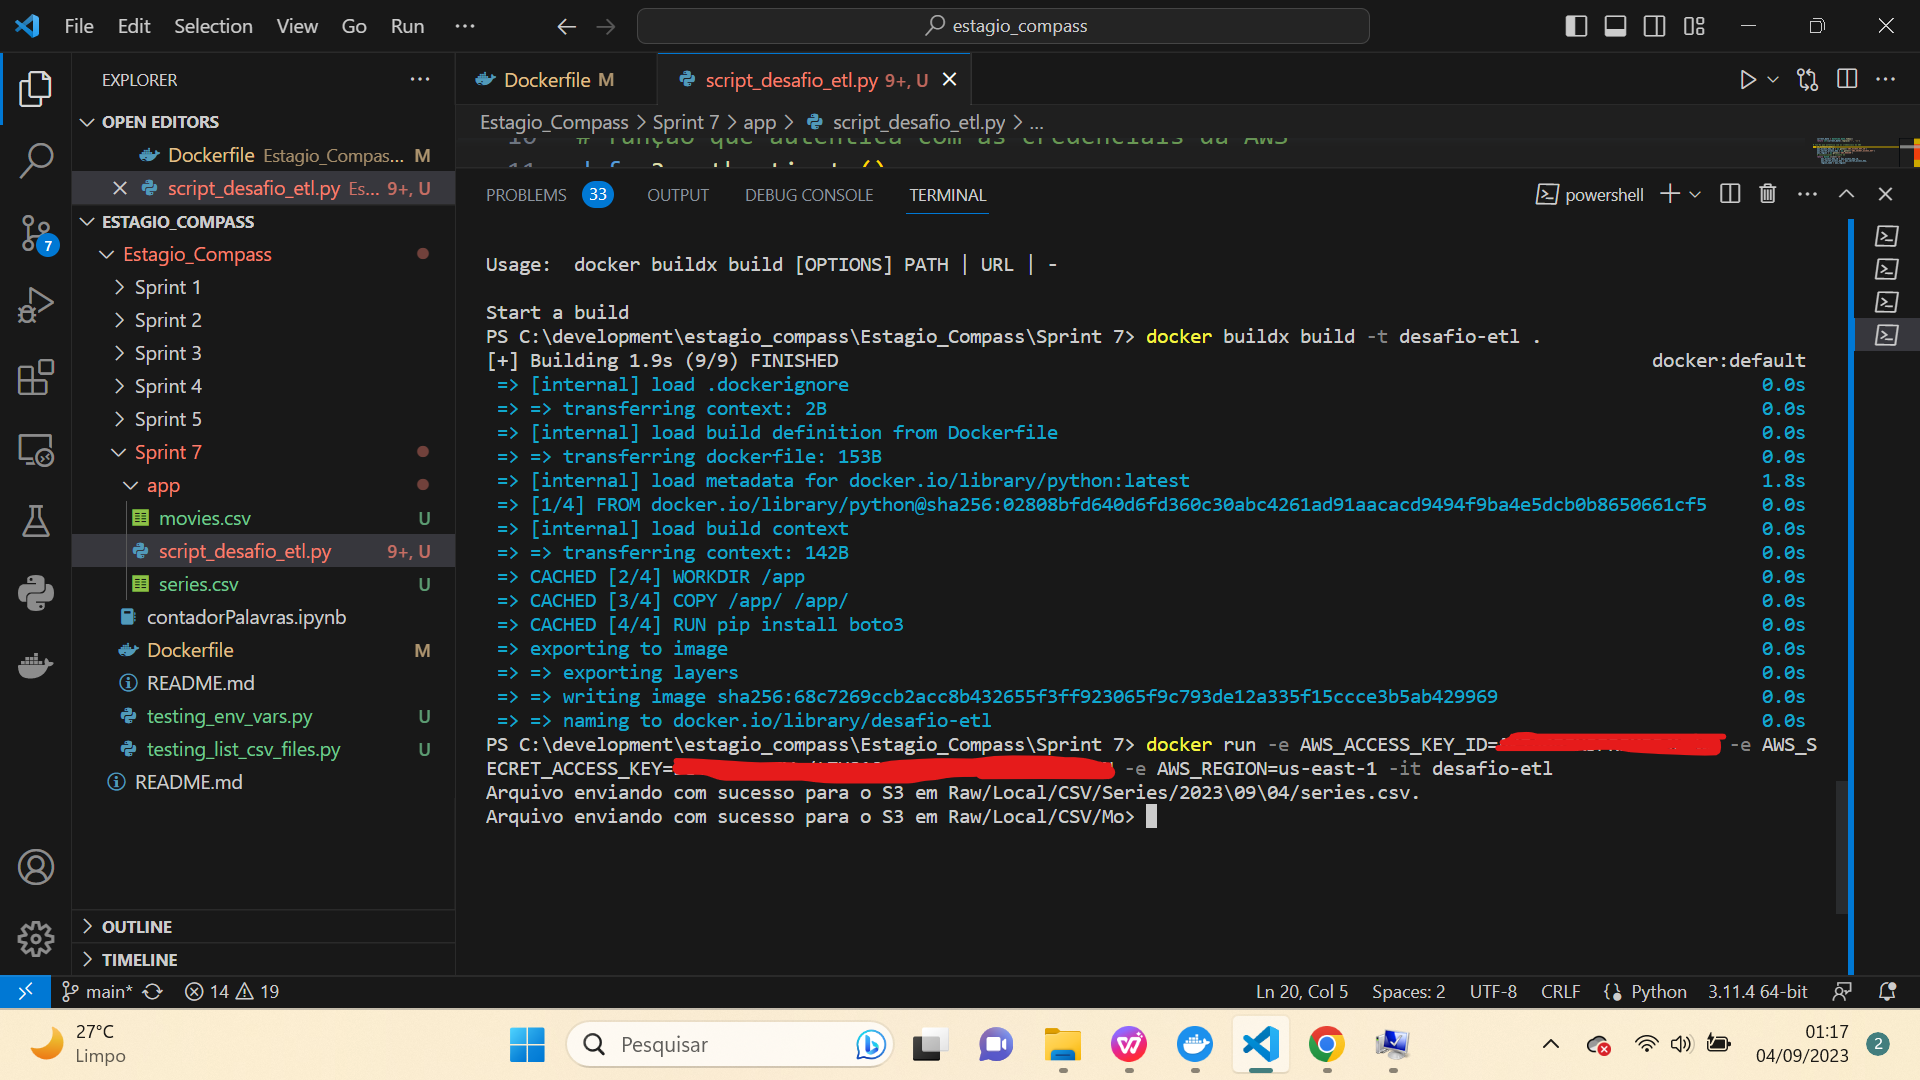 File Edit Selection View Go Run ···
estagio_compass
EXPLORER
OPEN EDITORS
Dockerfile Estagio_Compas... M
script_desafio_etl.py Es... 9+, U
ESTAGIO_COMPASS
Estagio_Compass
Sprint 1
Sprint 2
Sprint 3
Sprint 4
Sprint 5
Sprint 7
app
movies.csv U
script_desafio_etl.py 9+, U
series.csv U
contadorPalavras.ipynb
Dockerfile M
README.md
testing_env_vars.py U
testing_list_csv_files.py U
README.md
OUTLINE
TIMELINE
7
Dockerfile M
script_desafio_etl.py 9+, U
Estagio_Compass > Sprint 7 > app > script_desafio_etl.py > ...
10 # Função que autentica com as credenciais da AWS
PROBLEMS 33 OUTPUT DEBUG CONSOLE TERMINAL
powershell
Usage:  docker buildx build [OPTIONS] PATH | URL | -
Start a build
PS C:\development\estagio_compass\Estagio_Compass\Sprint 7> docker buildx build -t desafio-etl .
[+] Building 1.9s (9/9) FINISHED docker:default
=> [internal] load .dockerignore 0.0s
=> => transferring context: 2B 0.0s
=> [internal] load build definition from Dockerfile 0.0s
=> => transferring dockerfile: 153B 0.0s
=> [internal] load metadata for docker.io/library/python:latest 1.8s
=> [1/4] FROM docker.io/library/python@sha256:02808bfd640d6fd360c30abc4261ad91aacacd9494f9ba4e5dcb0b8650661cf5 0.0s
=> [internal] load build context 0.0s
=> => transferring context: 142B 0.0s
=> CACHED [2/4] WORKDIR /app 0.0s
=> CACHED [3/4] COPY /app/ /app/ 0.0s
=> CACHED [4/4] RUN pip install boto3 0.0s
=> exporting to image 0.0s
=> => exporting layers 0.0s
=> => writing image sha256:68c7269ccb2acc8b432655f3ff923065f9c793de12a335f15ccce3b5ab429969 0.0s
=> => naming to docker.io/library/desafio-etl 0.0s
PS C:\development\estagio_compass\Estagio_Compass\Sprint 7> docker run -e AWS_ACCESS_KEY_ID= -e AWS_S
ECRET_ACCESS_KEY= -e AWS_REGION=us-east-1 -it desafio-etl
Arquivo enviando com sucesso para o S3 em Raw/Local/CSV/Series/2023\09\04/series.csv.
Arquivo enviando com sucesso para o S3 em Raw/Local/CSV/Mo>
main* 14 19
Ln 20, Col 5 Spaces: 2 UTF-8 CRLF Python 3.11.4 64-bit
27°C
Limpo
Pesquisar
01:17
04/09/2023
2